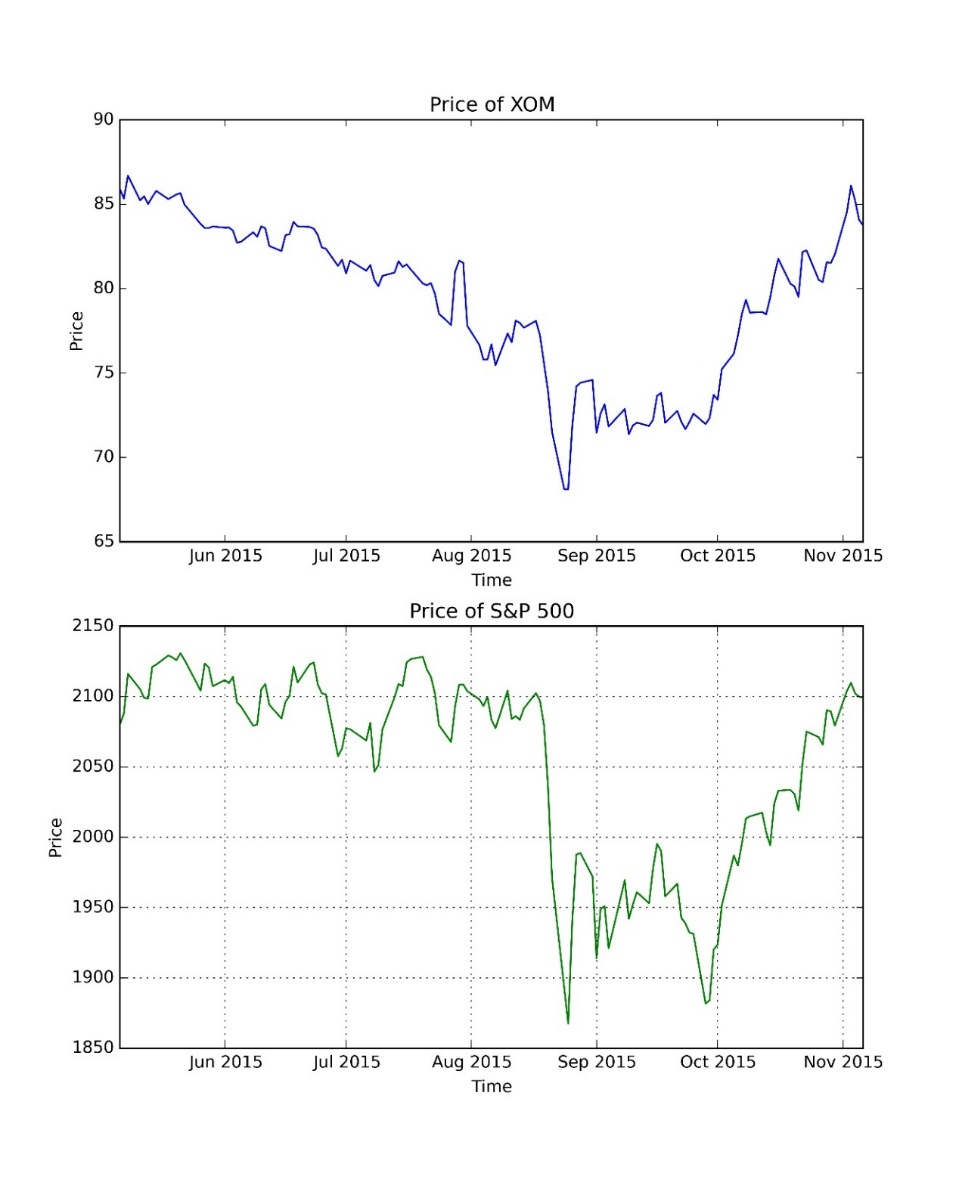 Price of XOM
90
85
80
75
70
65
Price
Jun 2015 Jul 2015 Aug 2015 Sep 2015 Oct 2015 Nov 2015
Time
Price of S&P 500
2150
2100
2050
2000
1950
1900
1850
Price
Jun 2015 Jul 2015 Aug 2015 Sep 2015 Oct 2015 Nov 2015
Time